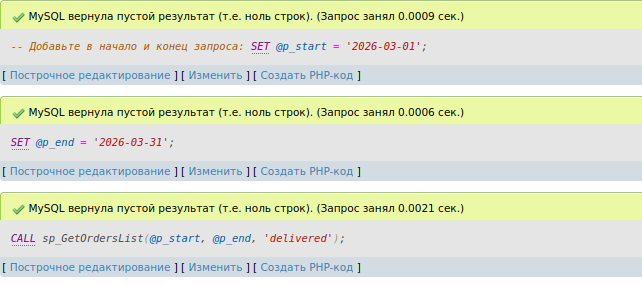 MySQL вернула пустой результат (т.е. ноль строк). (Запрос занял 0.0009 сек.)
-- Добавьте в начало и конец запроса: SET @p_start = '2026-03-01';
[ Построчное редактирование ] [ Изменить ] [ Создать PHP-код ]
MySQL вернула пустой результат (т.е. ноль строк). (Запрос занял 0.0006 сек.)
SET @p_end = '2026-03-31';
[ Построчное редактирование ] [ Изменить ] [ Создать PHP-код ]
MySQL вернула пустой результат (т.е. ноль строк). (Запрос занял 0.0021 сек.)
CALL sp_GetOrdersList(@p_start, @p_end, 'delivered');
[ Построчное редактирование ] [ Изменить ] [ Создать PHP-код ]